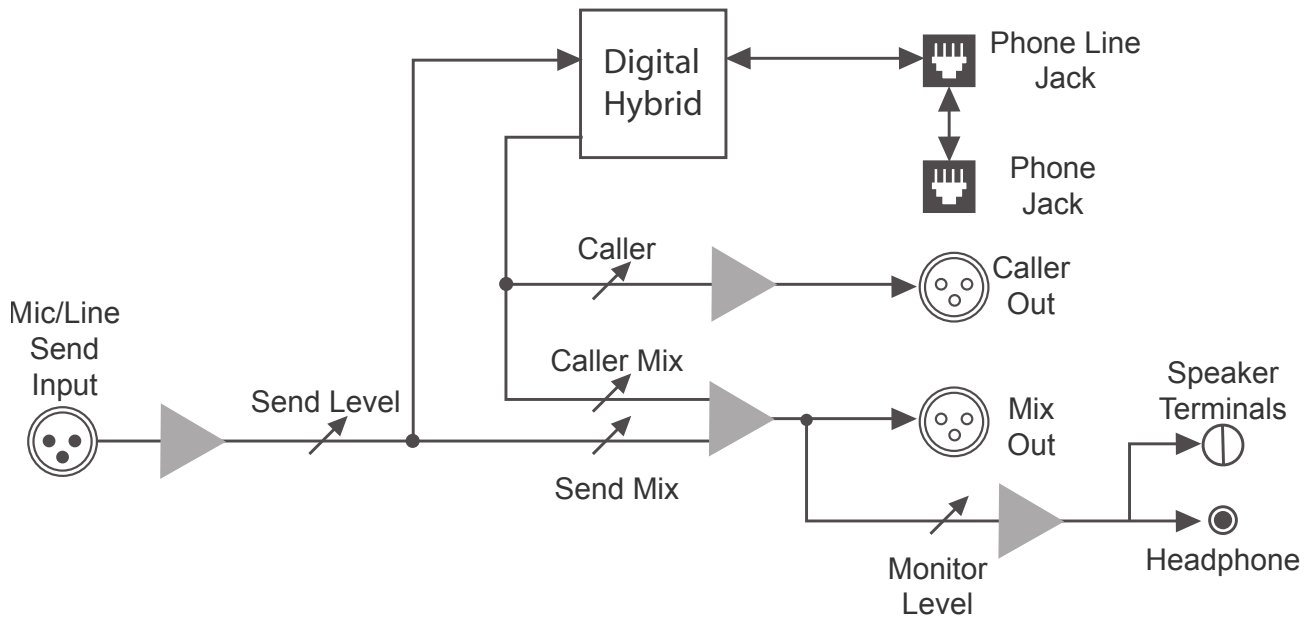 Digital
Hybrid
Phone Line
Jack
Phone
Jack
Caller
Caller
Out
Mic/Line
Send
Input
Send Level
Caller Mix
Send Mix
Mix
Out
Speaker
Terminals
Monitor
Level
Headphone